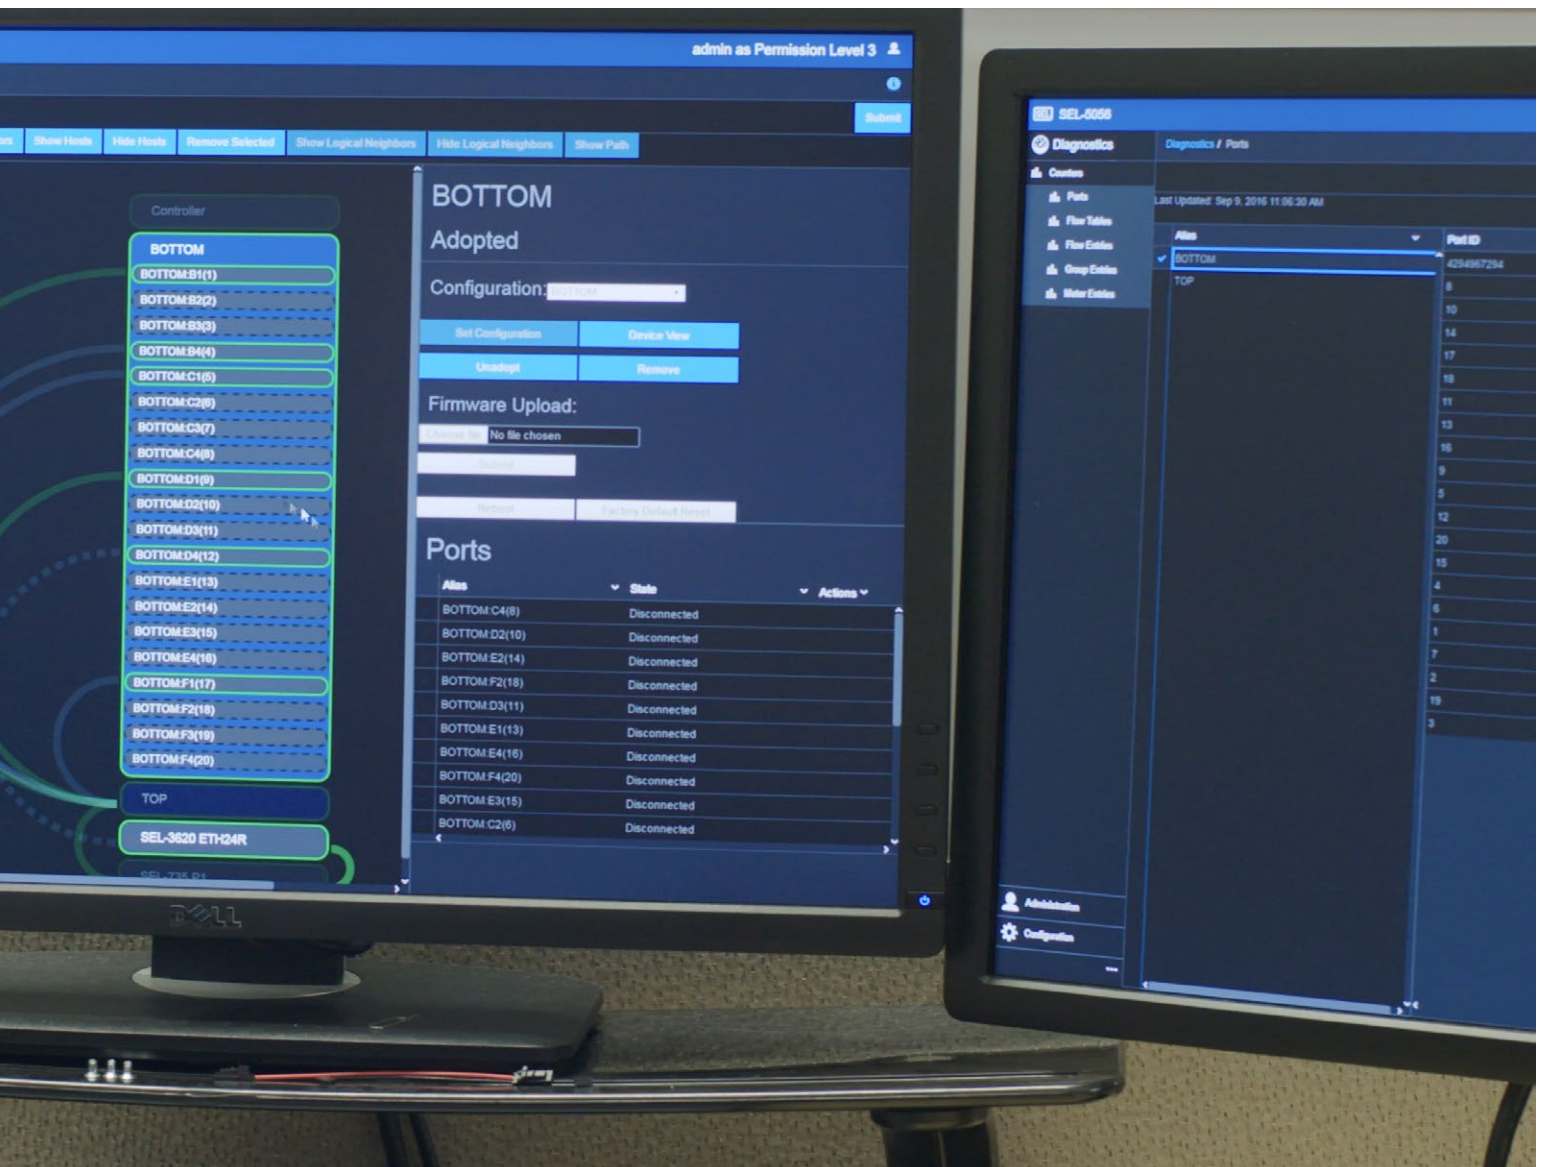 admin as Permission Level 3
Submit
Show Hosts Hide Hosts Remove Selected Show Logical Neighbors Hide Logical Neighbors Show Path
Controller
BOTTOM
BOTTOM:B1(1)
BOTTOM:B2(2)
BOTTOM:B3(3)
BOTTOM:B4(4)
BOTTOM:C1(5)
BOTTOM:C2(6)
BOTTOM:C3(7)
BOTTOM:C4(8)
BOTTOM:D1(9)
BOTTOM:D2(10)
BOTTOM:D3(11)
BOTTOM:D4(12)
BOTTOM:E1(13)
BOTTOM:E2(14)
BOTTOM:E3(15)
BOTTOM:E4(16)
BOTTOM:F1(17)
BOTTOM:F2(18)
BOTTOM:F3(19)
BOTTOM:F4(20)
TOP
SEL-3620 ETH24R
SEL-735 P1
BOTTOM
Adopted
Configuration: BOTTOM
Set Configuration Device View
Unadopt Remove
Firmware Upload:
Choose file No file chosen
Submit
Reboot Factory Default Reset
Ports
Alias State Actions
BOTTOM:C4(8) Disconnected
BOTTOM:D2(10) Disconnected
BOTTOM:E2(14) Disconnected
BOTTOM:F2(18) Disconnected
BOTTOM:D3(11) Disconnected
BOTTOM:E1(13) Disconnected
BOTTOM:E4(16) Disconnected
BOTTOM:F4(20) Disconnected
BOTTOM:E3(15) Disconnected
BOTTOM:C2(6) Disconnected
DELL
SEL SEL-5056
Diagnostics
Counters
Ports
Flow Tables
Flow Entries
Group Entries
Meter Entries
Administration
Configuration
Diagnostics / Ports
Last Updated: Sep 9, 2016 11:06:30 AM
Alias
BOTTOM
TOP
Port ID
4294967294
8
10
14
17
18
11
13
16
9
5
12
20
15
4
6
1
7
2
19
3